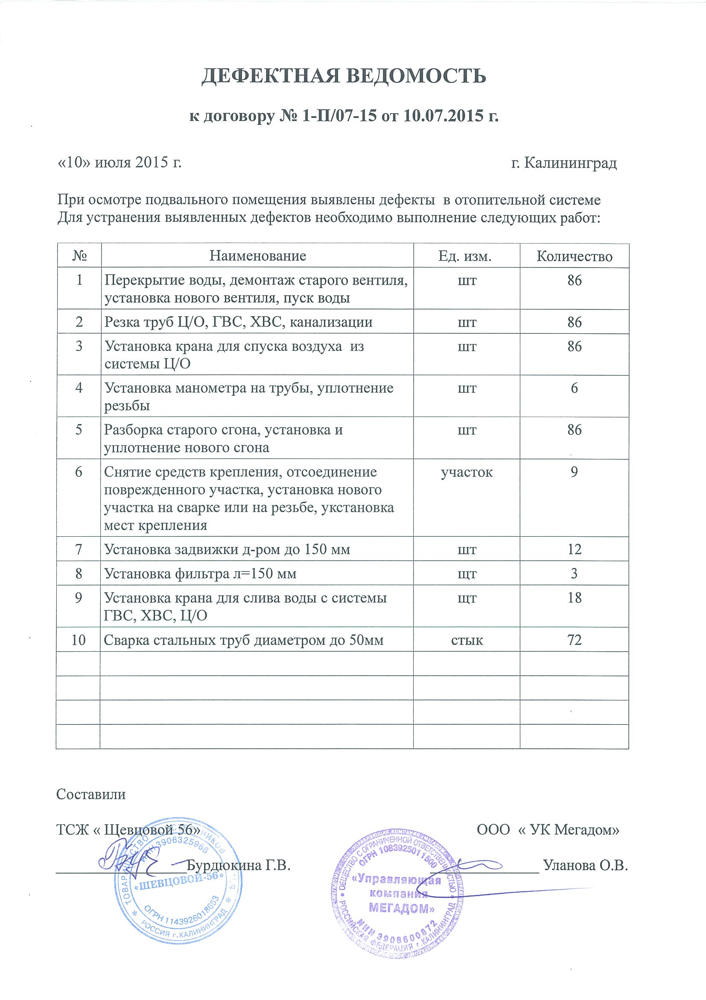 ДЕФЕКТНАЯ ВЕДОМОСТЬ
к договору № 1-П/07-15 от 10.07.2015 г.
«10» июля 2015 г. г. Калининград
При осмотре подвального помещения выявлены дефекты в отопительной системе
Для устранения выявленных дефектов необходимо выполнение следующих работ:
№ Наименование Ед. изм. Количество
1 Перекрытие воды, демонтаж старого вентиля, шт 86
установка нового вентиля, пуск воды
2 Резка труб Ц/О, ГВС, ХВС, канализации шт 86
3 Установка крана для спуска воздуха из шт 86
системы Ц/О
4 Установка манометра на трубы, уплотнение шт 6
резьбы
5 Разборка старого сгона, установка и шт 86
уплотнение нового сгона
6 Снятие средств крепления, отсоединение участок 9
поврежденного участка, установка нового
участка на сварке или на резьбе, укстановка
мест крепления
7 Установка задвижки д-ром до 150 мм шт 12
8 Установка фильтра л=150 мм щт 3
9 Установка крана для слива воды с системы щт 18
ГВС, ХВС, Ц/О
10 Сварка стальных труб диаметром до 50мм стык 72
Составили
ТСЖ « Щевцовой 56» ООО « УК Мегадом»
Бурдюкина Г.В. Уланова О.В.
ТОВАРИЩЕСТВО СОБСТВЕННИКОВ
ИНН 3906325966
«ШЕВЦОВОЙ-56»
ОГРН 1143926018653
РОССИЯ г.КАЛИНИНГРАД
ОБЩЕСТВО С ОГРАНИЧЕННОЙ ОТВЕТСТВЕННОСТЬЮ
ОГРН 1083925011500
«Управляющая
компания
МЕГАДОМ»
ИНН 3908600872
РОССИЙСКАЯ ФЕДЕРАЦИЯ г.КАЛИНИНГРАД